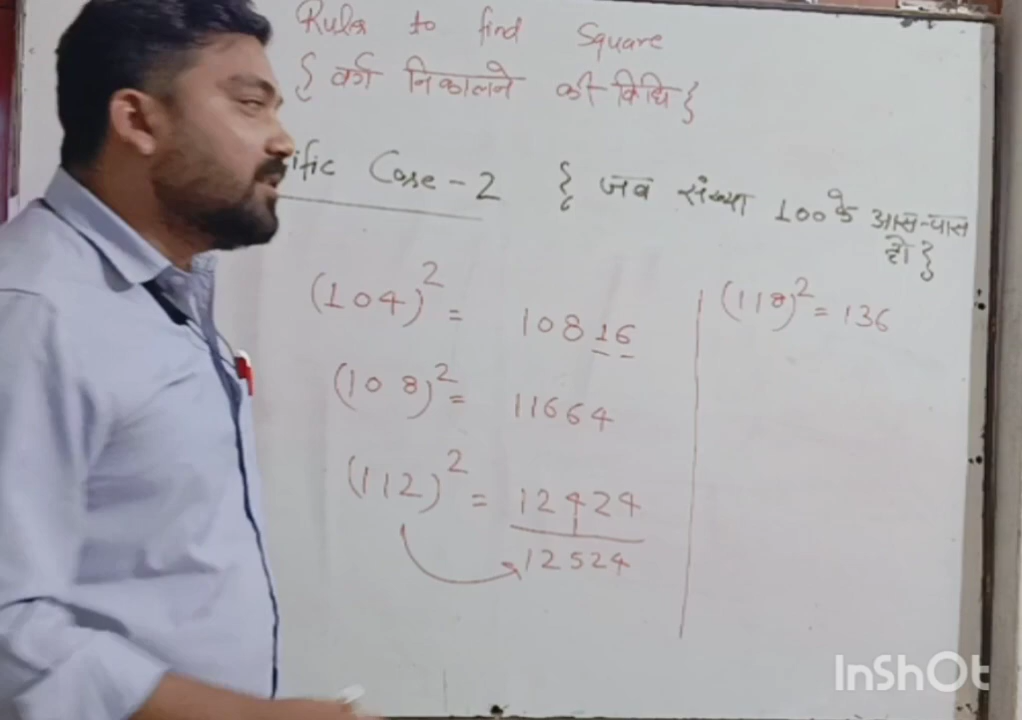 Rules to find Square
{ वर्ग निकालने की विधि }
ific Case - 2 { जब संख्या 100 के आस-पास हो }
(104)² = 10816
(108)² = 11664
(112)² = 12424
12524
(118)² = 136
InShOt